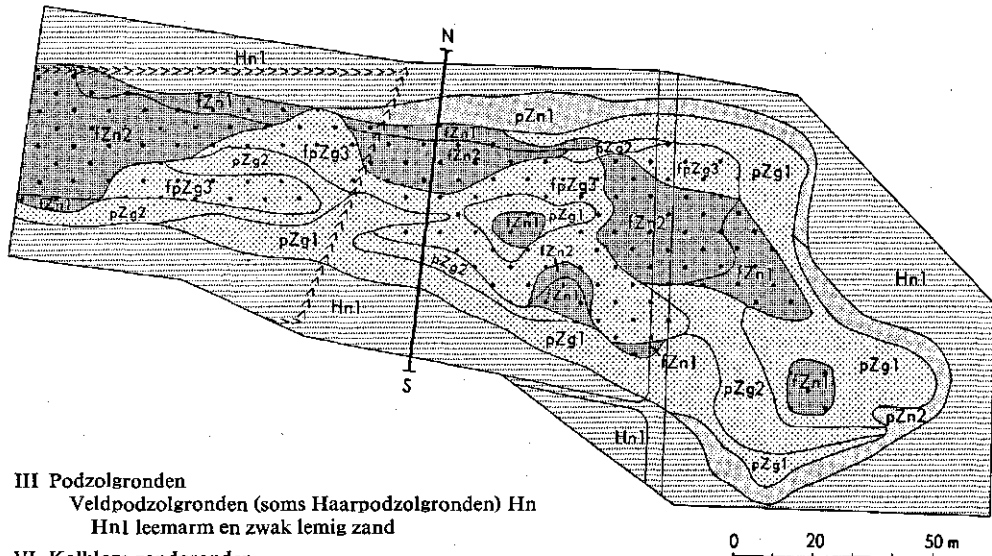 N
Hn1
fZn1
pZn1
fZn2
fpZg3
fZn1
fZn2
pZg2
fpZg3
pZg1
pZg2
fpZg3
fpZg3
fZn1
pZg1
fZn2
fZn1
pZg2
pZg1
fZn2
fZn1
Hn1
pZg2
fZn1
Hn1
pZg1
fZn1
pZg1
S
pZg2
fZn1
pZn2
Hn1
pZg1
III Podzolgronden
Veldpodzolgronden (soms Haarpodzolgronden) Hn
Hn1 leemarm en zwak lemig zand
0 20 50 m